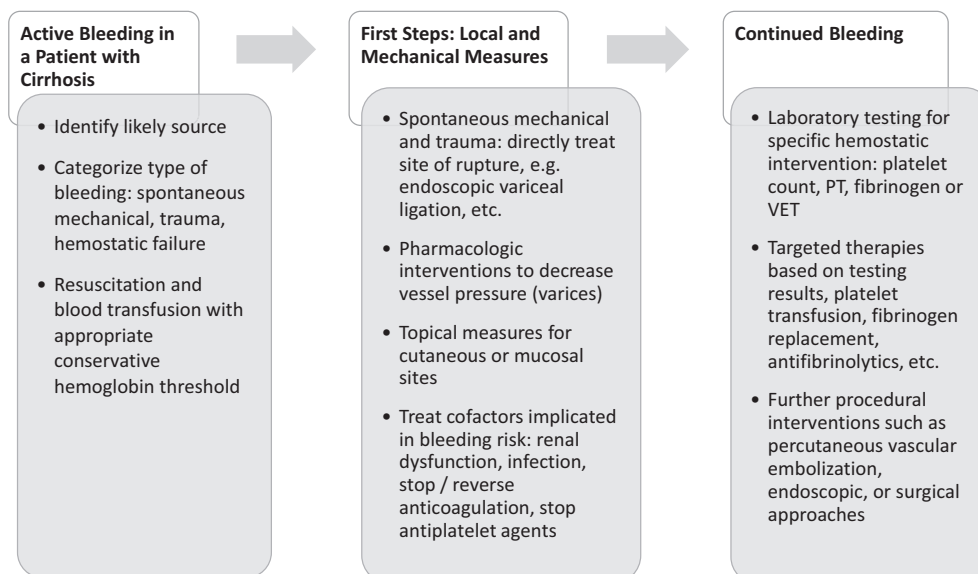 Active Bleeding in
a Patient with
Cirrhosis
• Identify likely source
• Categorize type of
bleeding: spontaneous
mechanical, trauma,
hemostatic failure
• Resuscitation and
blood transfusion with
appropriate
conservative
hemoglobin threshold
First Steps: Local and
Mechanical Measures
• Spontaneous mechanical
and trauma: directly treat
site of rupture, e.g.
endoscopic variceal
ligation, etc.
• Pharmacologic
interventions to decrease
vessel pressure (varices)
• Topical measures for
cutaneous or mucosal
sites
• Treat cofactors implicated
in bleeding risk: renal
dysfunction, infection,
stop / reverse
anticoagulation, stop
antiplatelet agents
Continued Bleeding
• Laboratory testing for
specific hemostatic
intervention: platelet
count, PT, fibrinogen or
VET
• Targeted therapies
based on testing
results, platelet
transfusion, fibrinogen
replacement,
antifibrinolytics, etc.
• Further procedural
interventions such as
percutaneous vascular
embolization,
endoscopic, or surgical
approaches